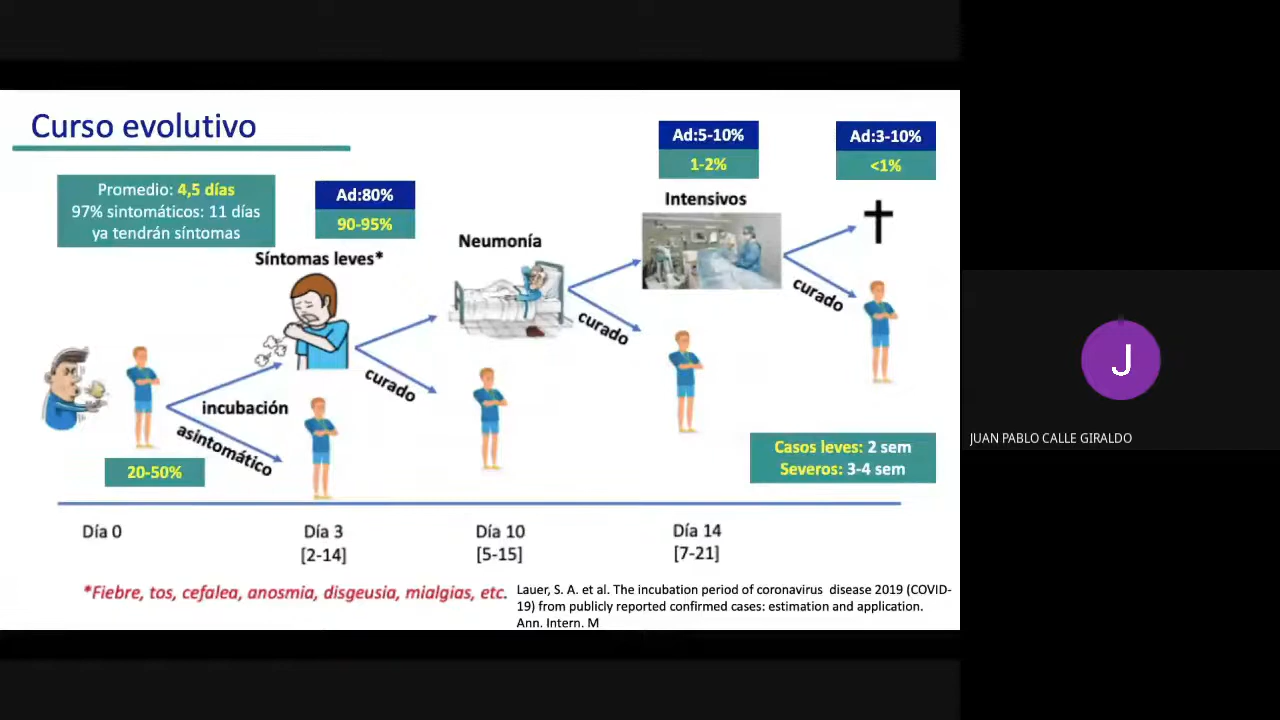 Curso evolutivo
Promedio: 4,5 días
97% sintomáticos: 11 días
ya tendrán síntomas
Ad:80%
90-95%
Síntomas leves*
Neumonía
Ad:5-10%
1-2%
Intensivos
Ad:3-10%
<1%
curado
curado
curado
incubación
asintomático
20-50%
Casos leves: 2 sem
Severos: 3-4 sem
Día 0
Día 3
[2-14]
Día 10
[5-15]
Día 14
[7-21]
*Fiebre, tos, cefalea, anosmia, disgeusia, mialgias, etc.
Lauer, S. A. et al. The incubation period of coronavirus disease 2019 (COVID-
19) from publicly reported confirmed cases: estimation and application.
Ann. Intern. M
J
JUAN PABLO CALLE GIRALDO